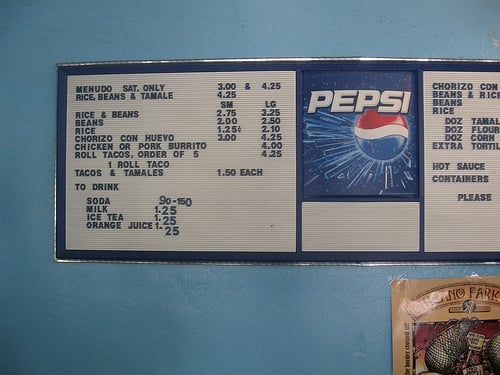 MENUDO SAT. ONLY 3.00 & 4.25
RICE, BEANS & TAMALE 4.25
SM LG
RICE & BEANS 2.75 3.25
BEANS 2.00 2.50
RICE 1.25¢ 2.10
CHORIZO CON HUEVO 3.00 4.25
CHICKEN OR PORK BURRITO 4.00
ROLL TACOS, ORDER OF 5 4.25
1 ROLL TACO
TACOS & TAMALES 1.50 EACH
TO DRINK
SODA 90-150
MILK 1.25
ICE TEA 1.25
ORANGE JUICE 1.25
PEPSI
CHORIZO CON
BEANS & RIC
BEANS
RICE
DOZ TAMAL
DOZ FLOUR
DOZ CORN
EXTRA TORTIL
HOT SAUCE
CONTAINERS
PLEASE